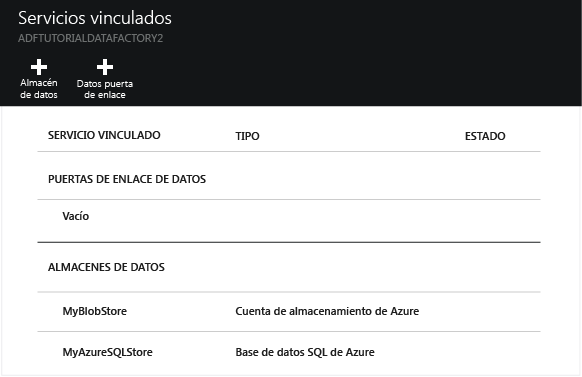 Servicios vinculados
ADFTUTORIALDATAFACTORY2
Almacén de datos
Datos puerta de enlace
SERVICIO VINCULADO TIPO ESTADO
PUERTAS DE ENLACE DE DATOS
Vacío
ALMACENES DE DATOS
MyBlobStore Cuenta de almacenamiento de Azure
MyAzureSQLStore Base de datos SQL de Azure